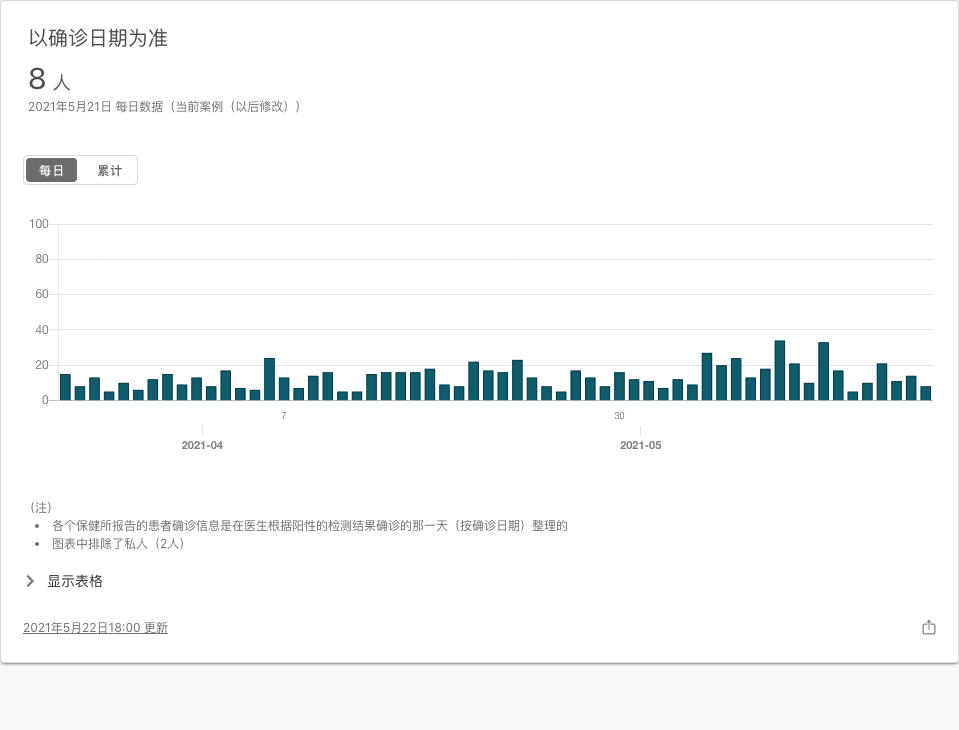 以确诊日期为准
8 人
2021年5月21日 每日数据（当前案例（以后修改））
每日
累计
100
80
60
40
20
0
7
30
2021-04
2021-05
（注）
• 各个保健所报告的患者确诊信息是在医生根据阳性的检测结果确诊的那一天（按确诊日期）整理的
• 图表中排除了私人（2人）
显示表格
2021年5月22日18:00 更新